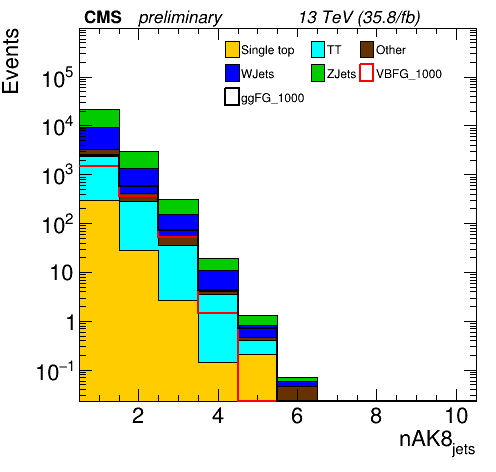 CMS preliminary 13 TeV (35.8/fb)
Events
Single top TT Other
WJets ZJets VBFG_1000
ggFG_1000
10^5
10^4
10^3
10^2
10
1
10^-1
2 4 6 8 10
nAK8_jets